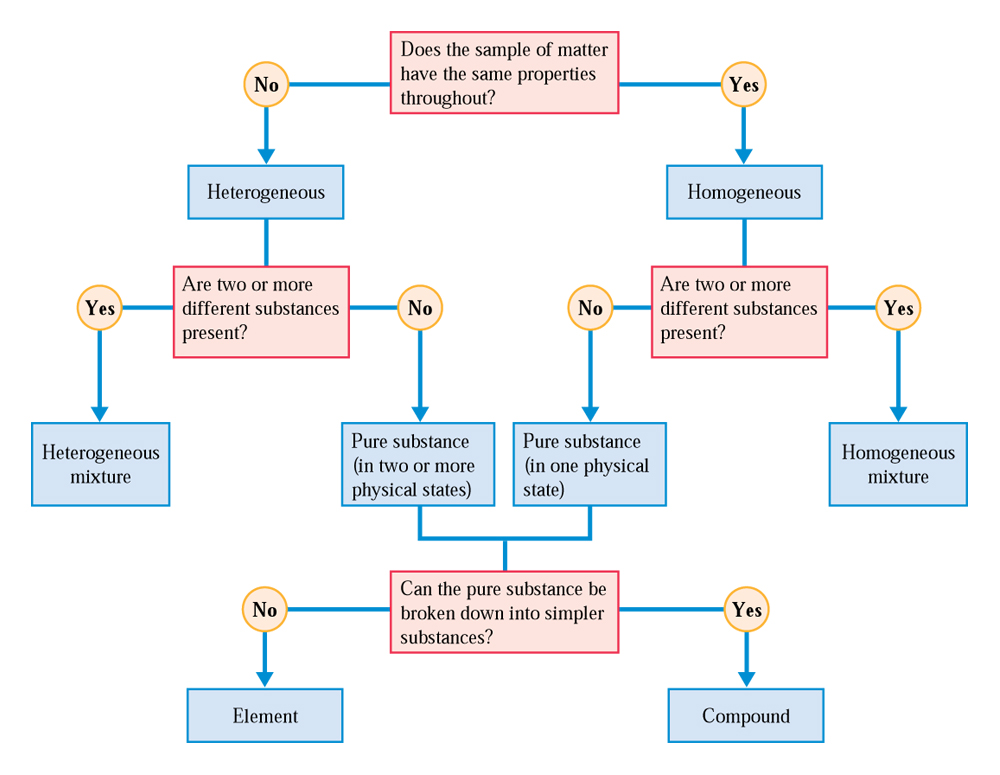 Does the sample of matter
have the same properties
throughout?
No
Yes
Heterogeneous
Homogeneous
Yes
Are two or more
different substances
present?
No
No
Are two or more
different substances
present?
Yes
Heterogeneous
mixture
Pure substance
(in two or more
physical states)
Pure substance
(in one physical
state)
Homogeneous
mixture
No
Can the pure substance be
broken down into simpler
substances?
Yes
Element
Compound